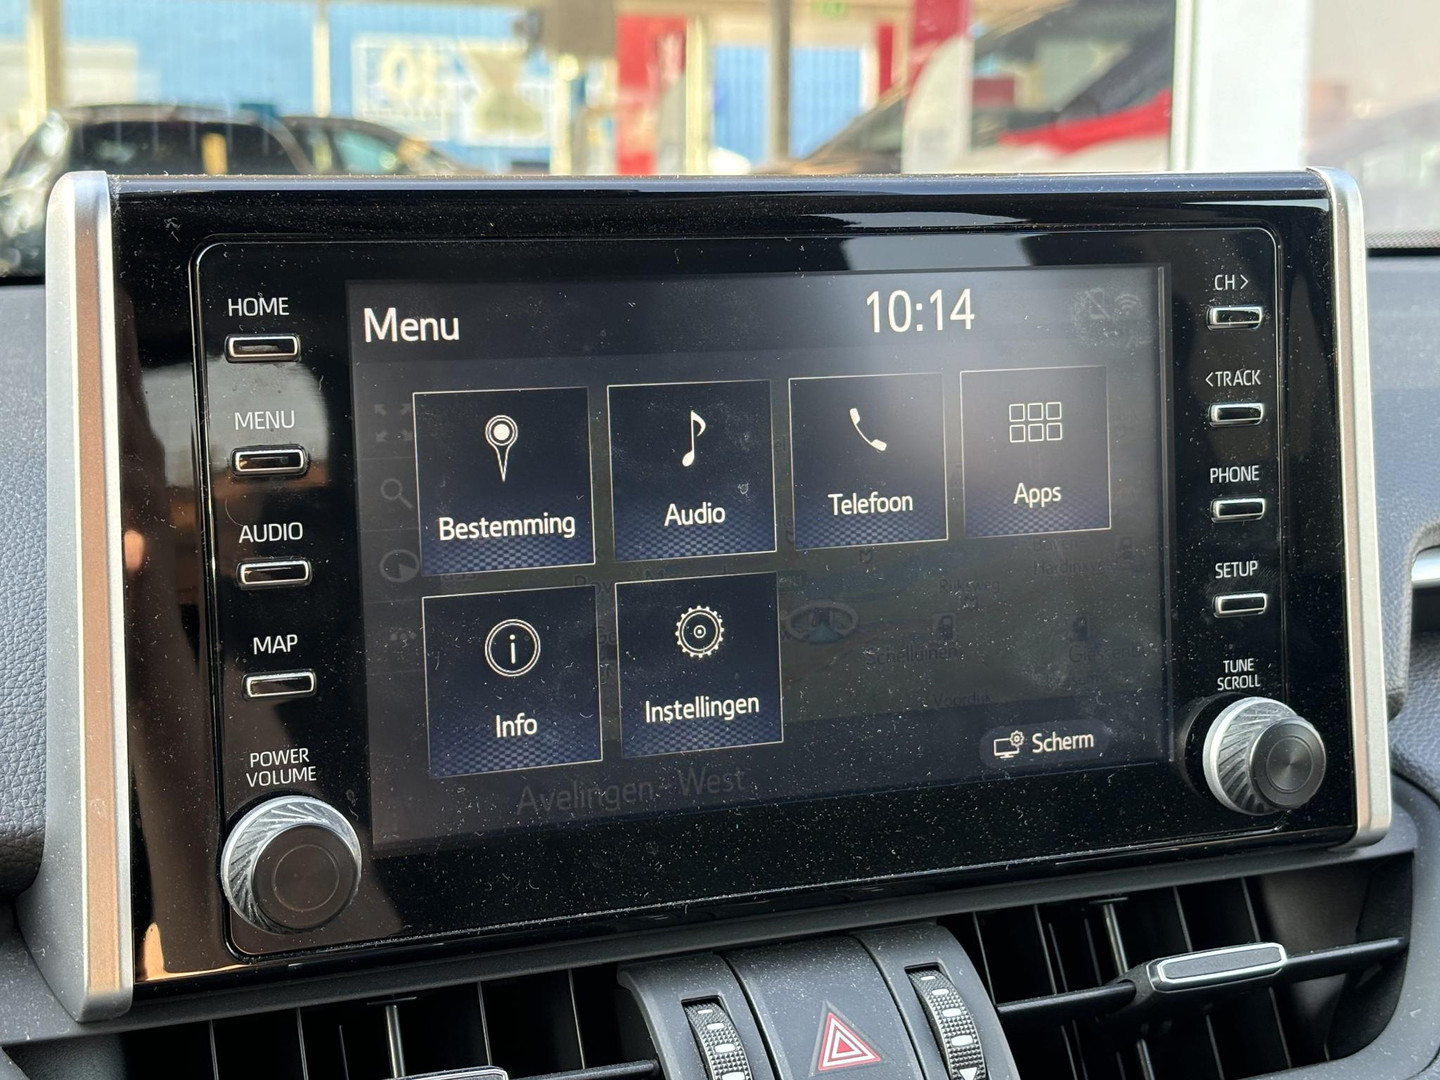 HOME
MENU
AUDIO
MAP
POWER
VOLUME
Menu
10:14
Bestemming
Audio
Telefoon
Apps
Info
Instellingen
Scherm
Schelluinen
Avelingen - West
CH >
< TRACK
PHONE
SETUP
TUNE
SCROLL